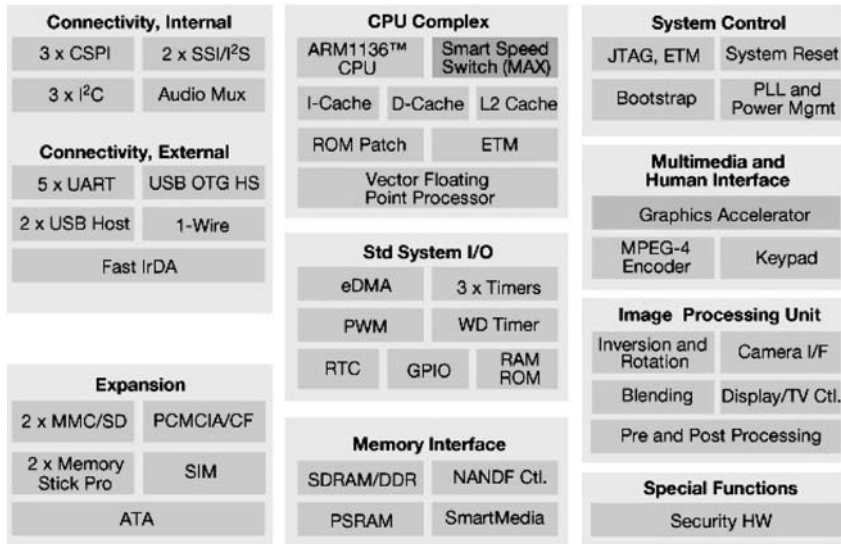 Connectivity, Internal
3 x CSPI
2 x SSI/I²S
3 x I²C
Audio Mux
Connectivity, External
5 x UART
USB OTG HS
2 x USB Host
1-Wire
Fast IrDA
Expansion
2 x MMC/SD
PCMCIA/CF
2 x Memory
Stick Pro
SIM
ATA
CPU Complex
ARM1136™
CPU
Smart Speed
Switch (MAX)
I-Cache
D-Cache
L2 Cache
ROM Patch
ETM
Vector Floating
Point Processor
Std System I/O
eDMA
3 x Timers
PWM
WD Timer
RTC
GPIO
RAM
ROM
Memory Interface
SDRAM/DDR
NANDF Ctl.
PSRAM
SmartMedia
System Control
JTAG, ETM
System Reset
Bootstrap
PLL and
Power Mgmt
Multimedia and
Human Interface
Graphics Accelerator
MPEG-4
Encoder
Keypad
Image Processing Unit
Inversion and
Rotation
Camera I/F
Blending
Display/TV Ctl.
Pre and Post Processing
Special Functions
Security HW